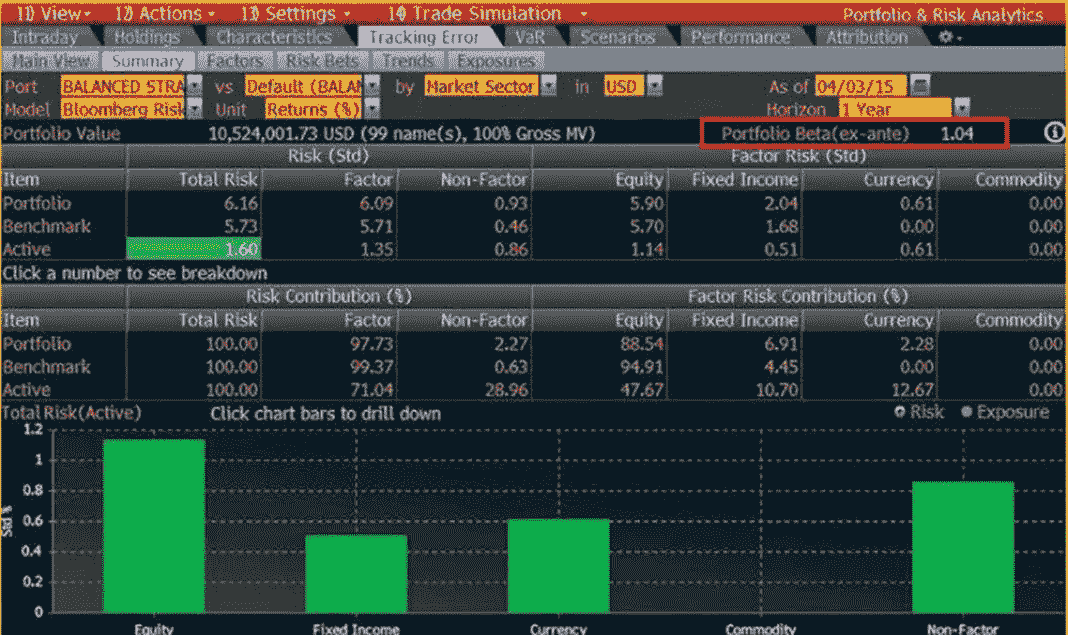 11) View 12) Actions 13) Settings 14) Trade Simulation Portfolio & Risk Analytics
Intraday Holdings Characteristics Tracking Error VaR Scenarios Performance Attribution
Main View Summary Factors Risk Bets Trends Exposures
Port BALANCED STRA vs Default (BALAN by Market Sector in USD As of 04/03/15
Model Bloomberg Risk Unit Returns (%) Horizon 1 Year
Portfolio Value 10,524,001.73 USD (99 name(s), 100% Gross MV) Portfolio Beta(ex-ante) 1.04
Risk (Std) Factor Risk (Std)
Item Total Risk Factor Non-Factor Equity Fixed Income Currency Commodity
Portfolio 6.16 6.09 0.93 5.90 2.04 0.61 0.00
Benchmark 5.73 5.71 0.46 5.70 1.68 0.00 0.00
Active 1.60 1.35 0.86 1.14 0.51 0.61 0.00
Click a number to see breakdown
Risk Contribution (%) Factor Risk Contribution (%)
Item Total Risk Factor Non-Factor Equity Fixed Income Currency Commodity
Portfolio 100.00 97.73 2.27 88.54 6.91 2.28 0.00
Benchmark 100.00 99.37 0.63 94.91 4.45 0.00 0.00
Active 100.00 71.04 28.96 47.67 10.70 12.67 0.00
Total Risk(Active) Click chart bars to drill down Risk Exposure
1.2
1
0.8
0.6
0.4
0.2
0
Std %
Equity Fixed Income Currency Commodity Non-Factor